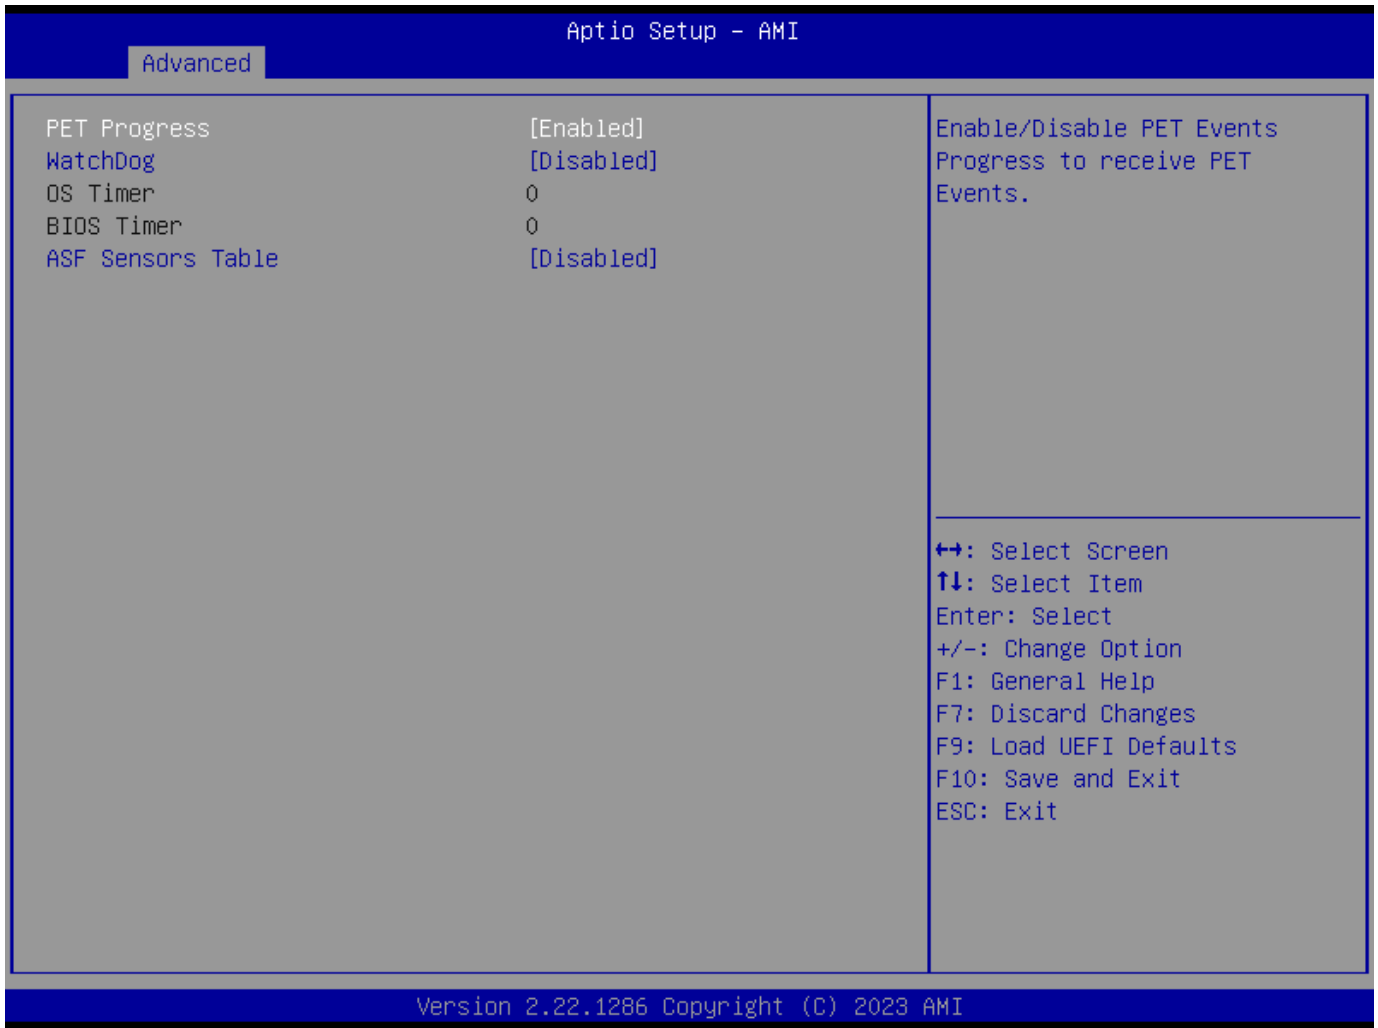 Aptio Setup – AMI
Advanced
PET Progress [Enabled]
WatchDog [Disabled]
OS Timer 0
BIOS Timer 0
ASF Sensors Table [Disabled]
Enable/Disable PET Events
Progress to receive PET
Events.
↔: Select Screen
↑↓: Select Item
Enter: Select
+/-: Change Option
F1: General Help
F7: Discard Changes
F9: Load UEFI Defaults
F10: Save and Exit
ESC: Exit
Version 2.22.1286 Copyright (C) 2023 AMI